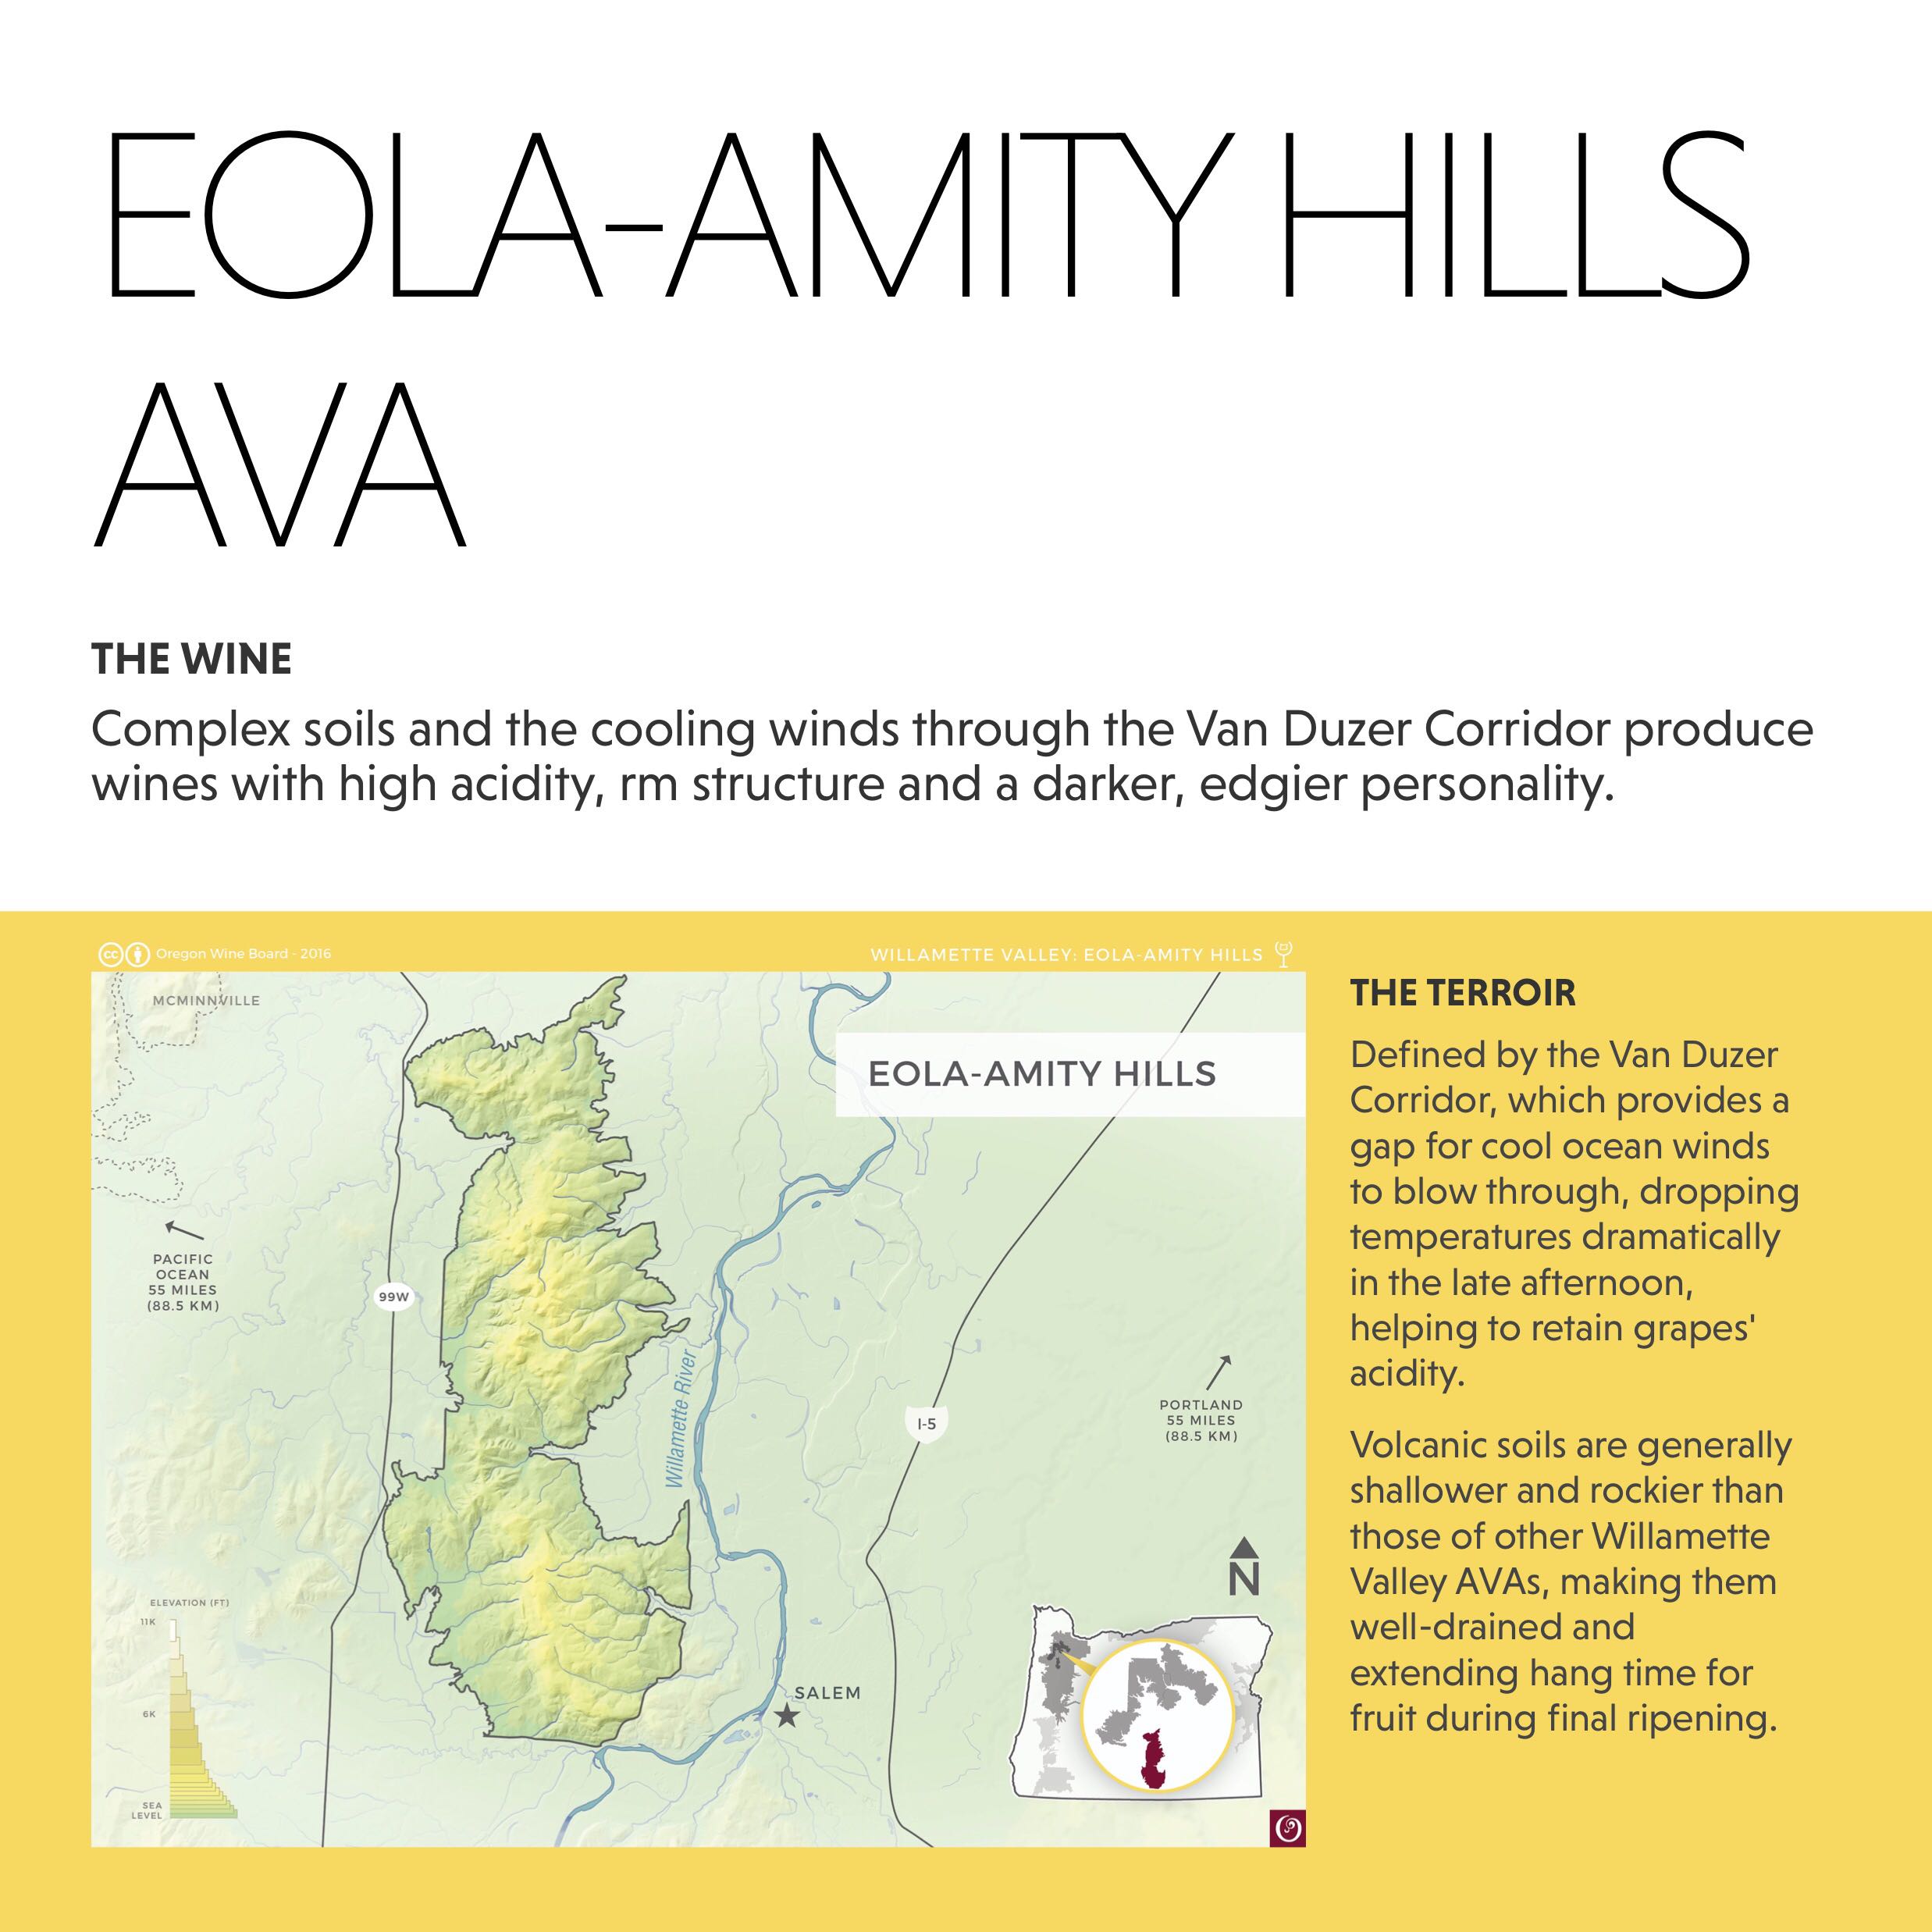 EOLA-AMITY HILLS
AVA
THE WINE
Complex soils and the cooling winds through the Van Duzer Corridor produce
wines with high acidity, rm structure and a darker, edgier personality.
cc Oregon Wine Board - 2016
WILLAMETTE VALLEY: EOLA-AMITY HILLS
MCMINNVILLE
EOLA-AMITY HILLS
PACIFIC
OCEAN
55 MILES
(88.5 KM)
99W
Willamette River
I-5
PORTLAND
55 MILES
(88.5 KM)
N
ELEVATION (FT)
11K
6K
SEA
LEVEL
SALEM
THE TERROIR
Defined by the Van Duzer
Corridor, which provides a
gap for cool ocean winds
to blow through, dropping
temperatures dramatically
in the late afternoon,
helping to retain grapes'
acidity.
Volcanic soils are generally
shallower and rockier than
those of other Willamette
Valley AVAs, making them
well-drained and
extending hang time for
fruit during final ripening.